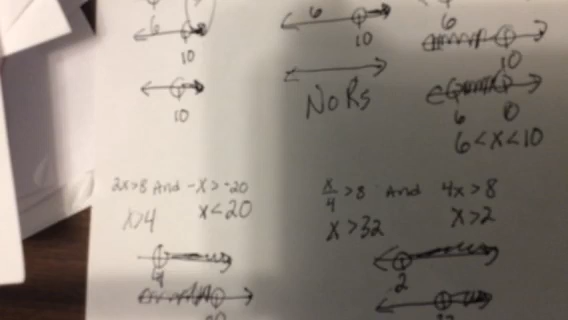 6
6
6
10
10
10
10
No Rs
6
10
6 < X < 10
2X > 8 And -X > -20
X > 4 X < 20
X/4 > 8 And 4X > 8
X > 32 X > 2
4
2